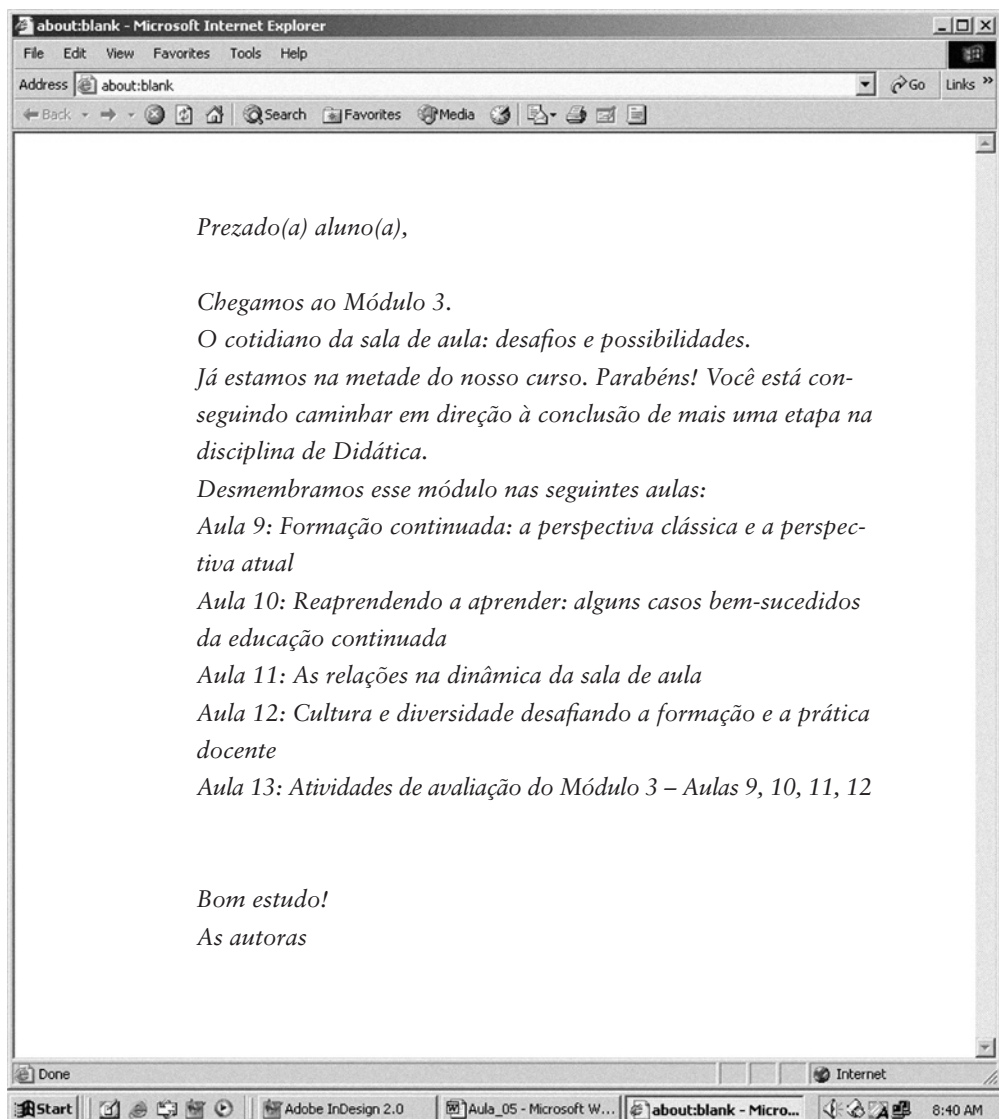 about:blank - Microsoft Internet Explorer
File Edit View Favorites Tools Help
Address about:blank Go Links »
Back Search Favorites Media
Prezado(a) aluno(a),
Chegamos ao Módulo 3.
O cotidiano da sala de aula: desafios e possibilidades.
Já estamos na metade do nosso curso. Parabéns! Você está con-
seguindo caminhar em direção à conclusão de mais uma etapa na
disciplina de Didática.
Desmembramos esse módulo nas seguintes aulas:
Aula 9: Formação continuada: a perspectiva clássica e a perspec-
tiva atual
Aula 10: Reaprendendo a aprender: alguns casos bem-sucedidos
da educação continuada
Aula 11: As relações na dinâmica da sala de aula
Aula 12: Cultura e diversidade desafiando a formação e a prática
docente
Aula 13: Atividades de avaliação do Módulo 3 – Aulas 9, 10, 11, 12
Bom estudo!
As autoras
Done Internet
Start Adobe InDesign 2.0 Aula_05 - Microsoft W... about:blank - Micro... 8:40 AM